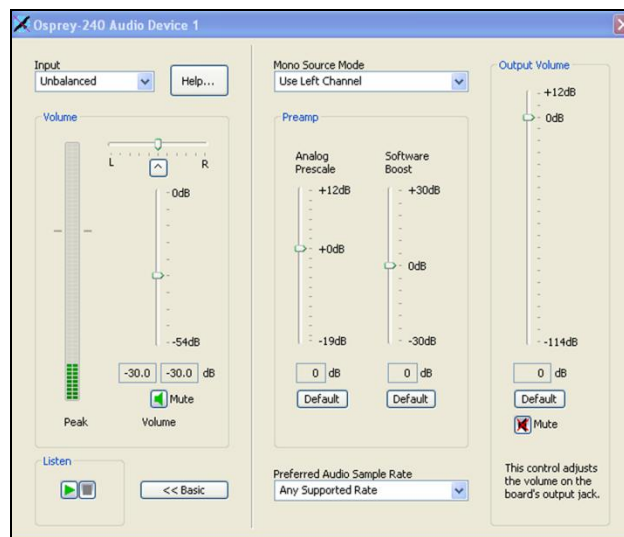 Osprey-240 Audio Device 1
Input
Unbalanced
Help...
Volume
L
R
^
0dB
-54dB
-30.0
-30.0
dB
Mute
Peak
Volume
Listen
<< Basic
Mono Source Mode
Use Left Channel
Preamp
Analog
Prescale
+12dB
+0dB
-19dB
0 dB
Default
Software
Boost
+30dB
0dB
-30dB
0 dB
Default
Preferred Audio Sample Rate
Any Supported Rate
Output Volume
+12dB
0dB
-114dB
0 dB
Default
Mute
This control adjusts
the volume on the
board's output jack.